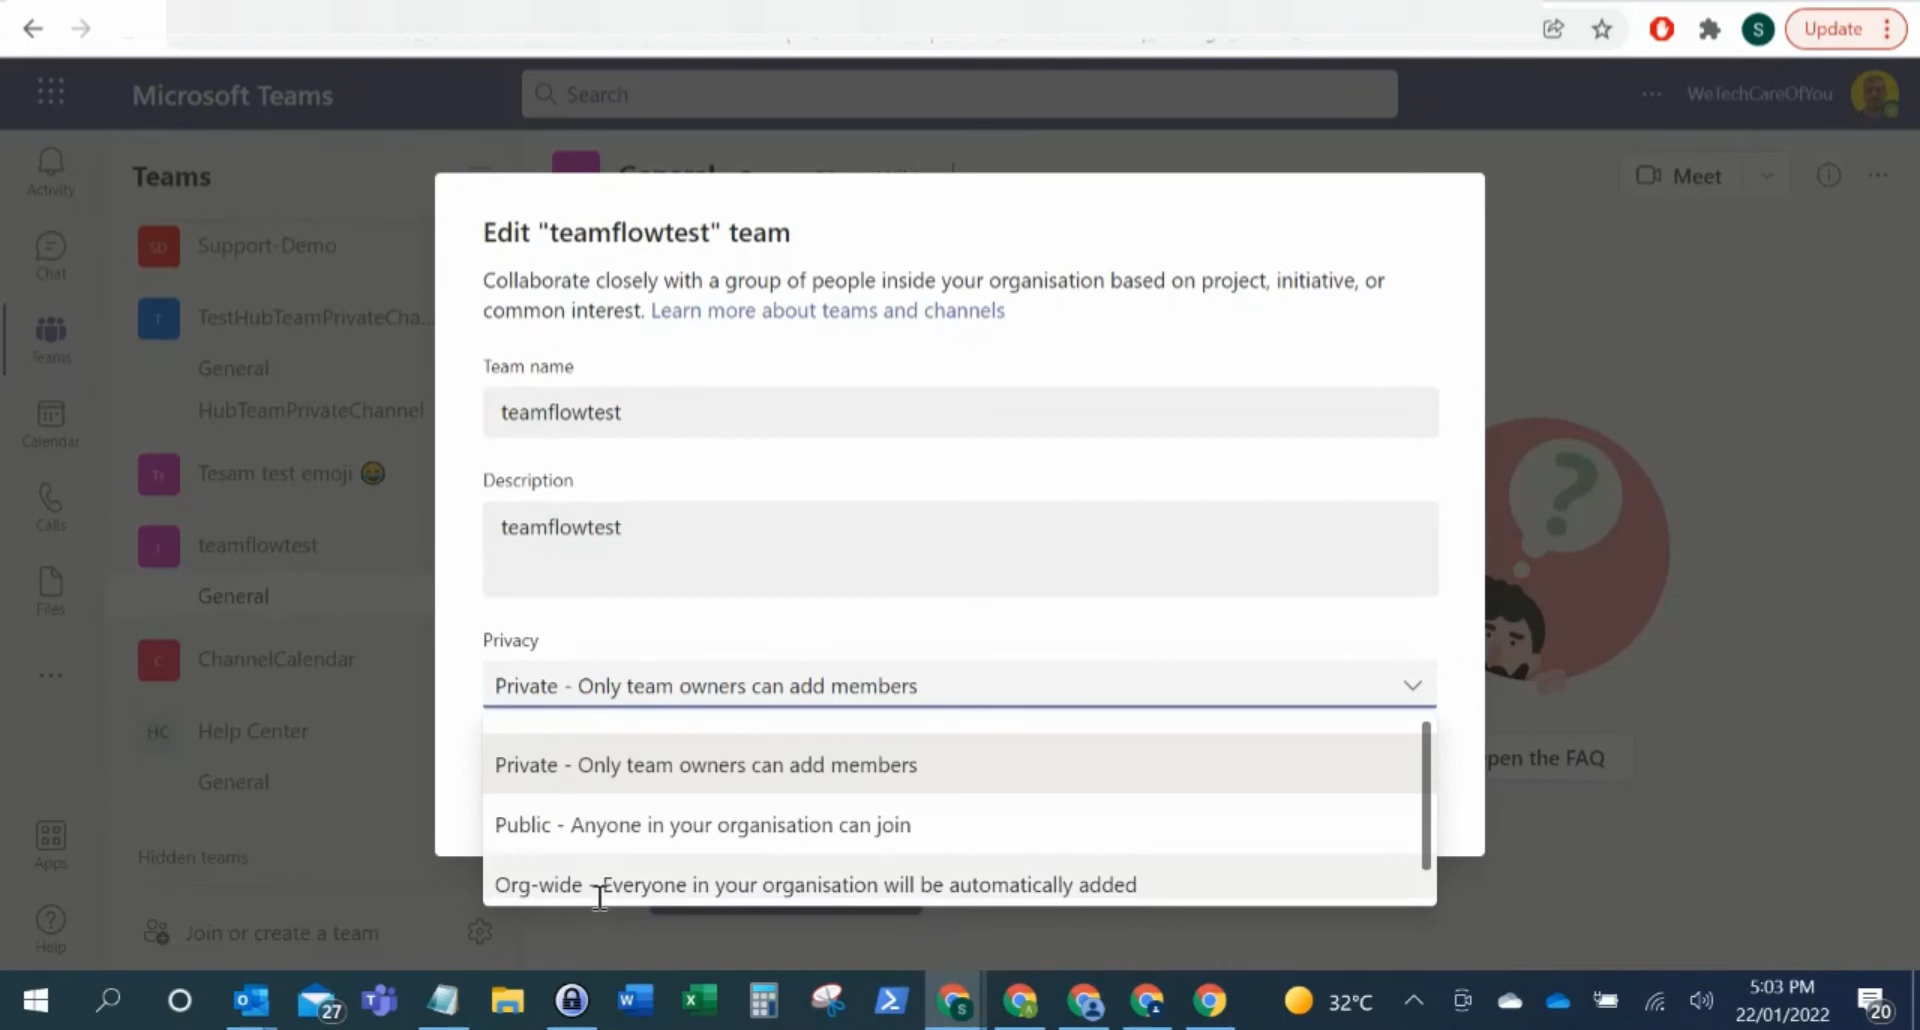 S
Update
Microsoft Teams
Search
WeTechCareOfYou
Activity
Chat
Teams
Calendar
Calls
Files
Apps
Help
Teams
SD Support-Demo
T TestHubTeamPrivateCha...
General
HubTeamPrivateChannel
Tesam test emoji 😂
teamflowtest
General
C ChannelCalendar
HC Help Center
General
Hidden teams
Join or create a team
General
Meet
Edit "teamflowtest" team
Collaborate closely with a group of people inside your organisation based on project, initiative, or
common interest. Learn more about teams and channels
Team name
teamflowtest
Description
teamflowtest
Privacy
Private - Only team owners can add members
Private - Only team owners can add members
Public - Anyone in your organisation can join
Org-wide - Everyone in your organisation will be automatically added
pen the FAQ
27
20
32°C
5:03 PM
22/01/2022